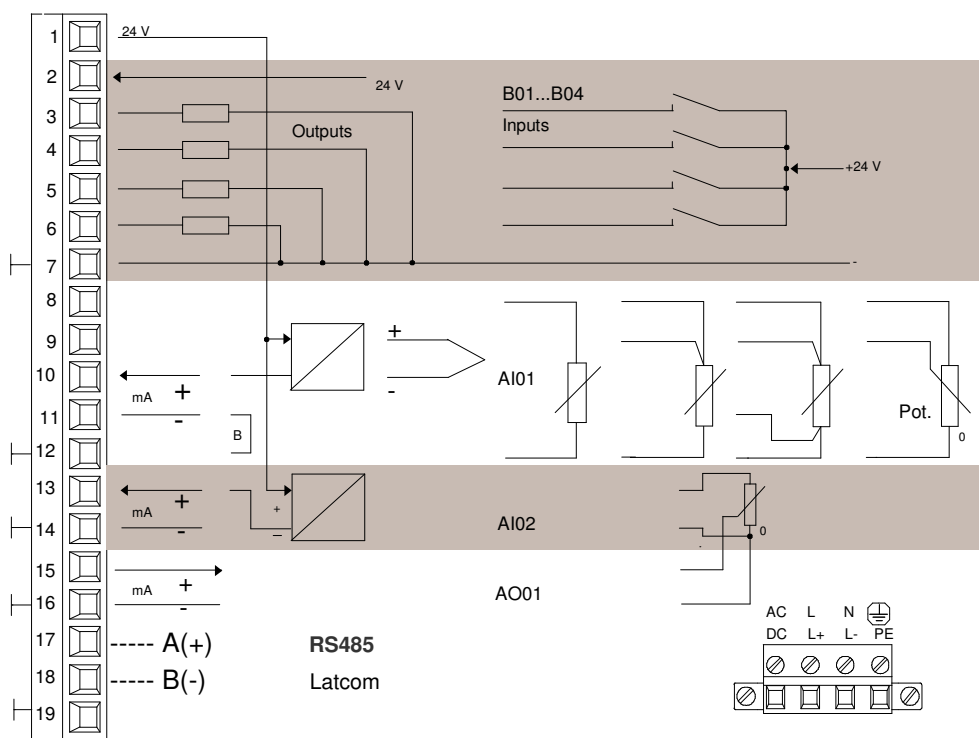 1
24 V
2
24 V
3
4
5
6
7
Outputs
B01...B04
Inputs
+24 V
-
8
9
10
11
12
+
-
mA
+
-
B
AI01
Pot.
0
13
14
mA
+
-
+
–
AI02
0
15
16
mA
+
-
AO01
17
A(+)
RS485
18
B(-)
Latcom
19
AC L N
DC L+ L- PE